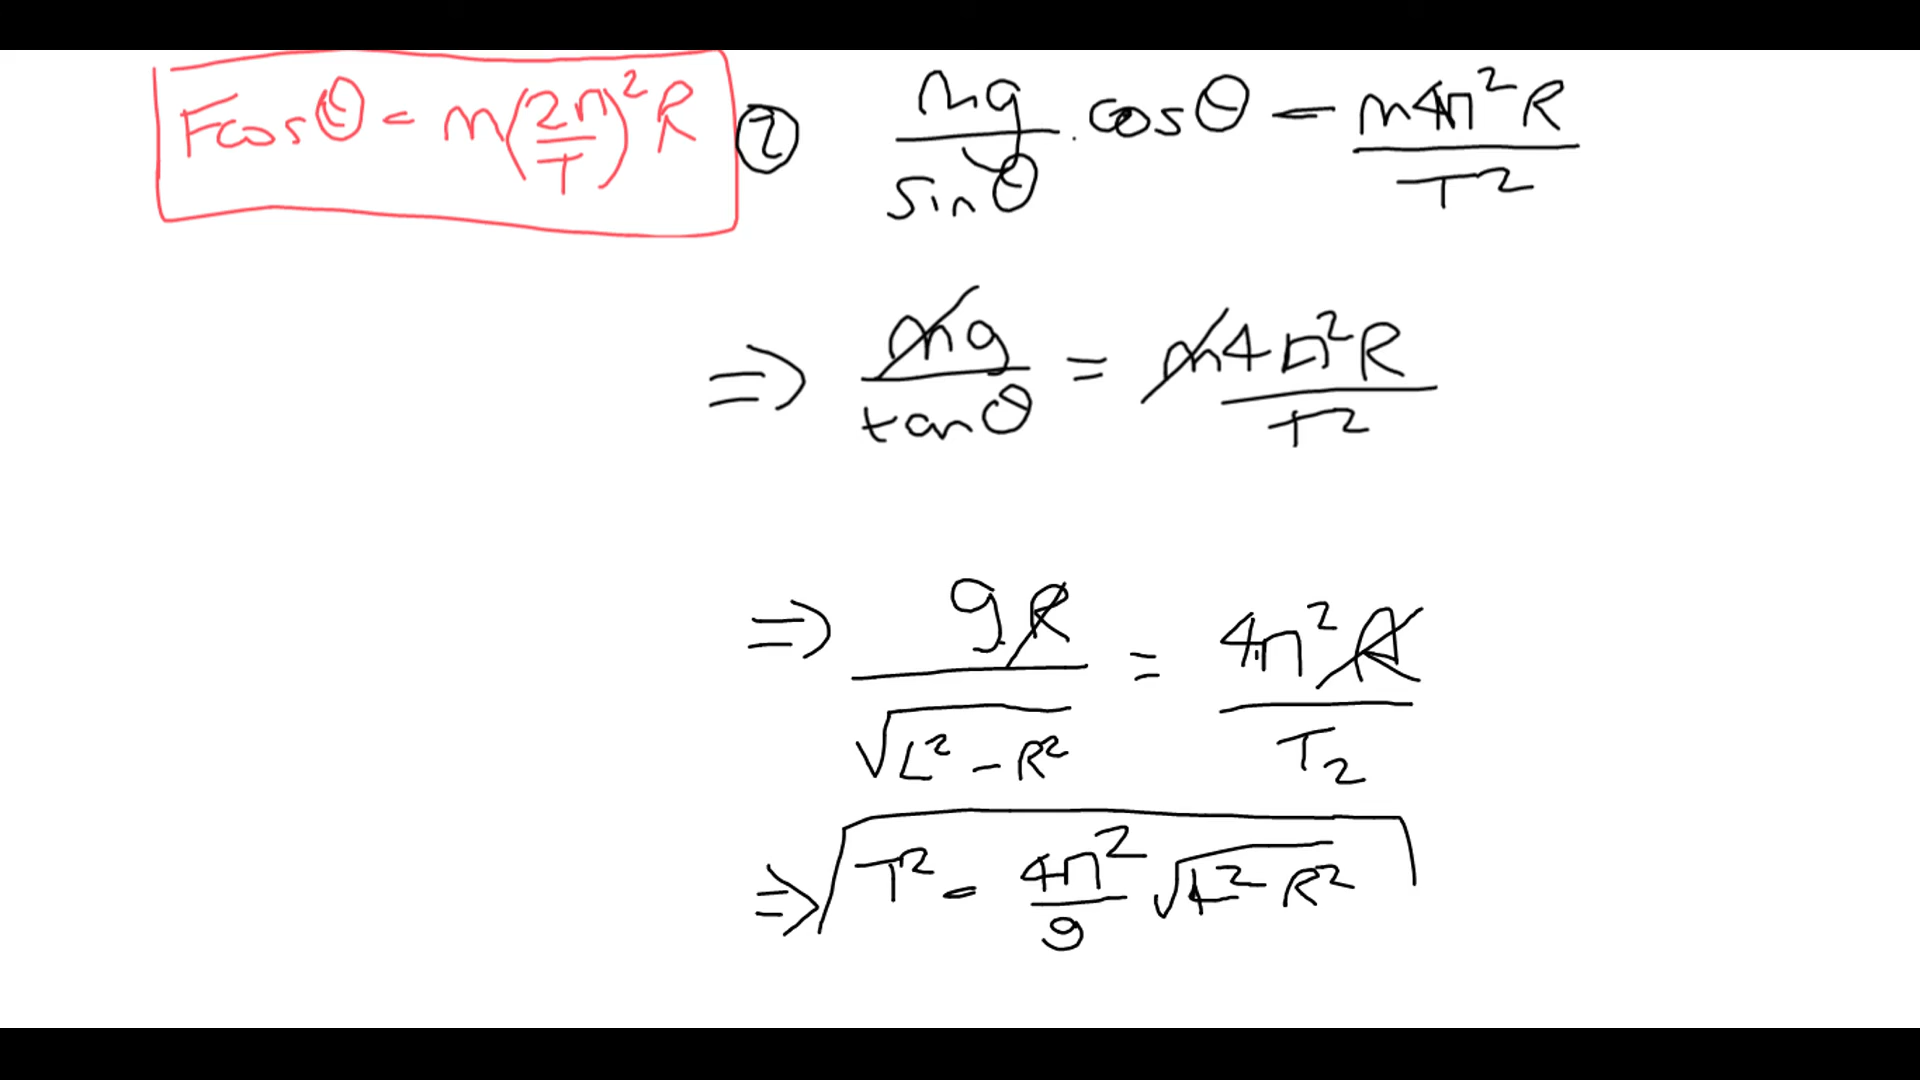 Fcosθ = m(2π/T)²R ② mg/sinθ . cosθ = m4π²R/T²
=> mg/tanθ = m4π²R/T²
=> gR/√(L² - R²) = 4π²R/T₂
=> T² = 4π²/g √(L² R²)